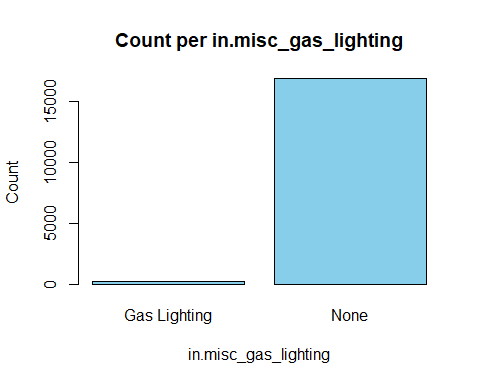 Count per in.misc_gas_lighting
15000
10000
5000
0
Count
Gas Lighting
None
in.misc_gas_lighting